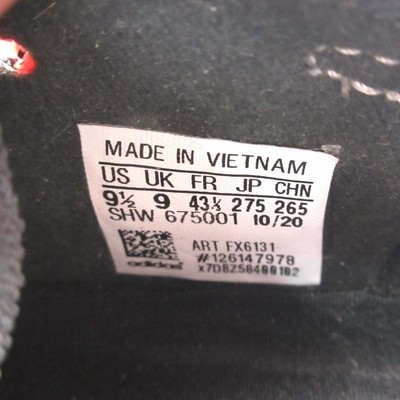 MADE IN VIETNAM
US UK FR JP CHN
9½ 9 43⅓ 275 265
SHW 675001 10/20
ART FX6131
#126147978
adidas x7D8Z58400102